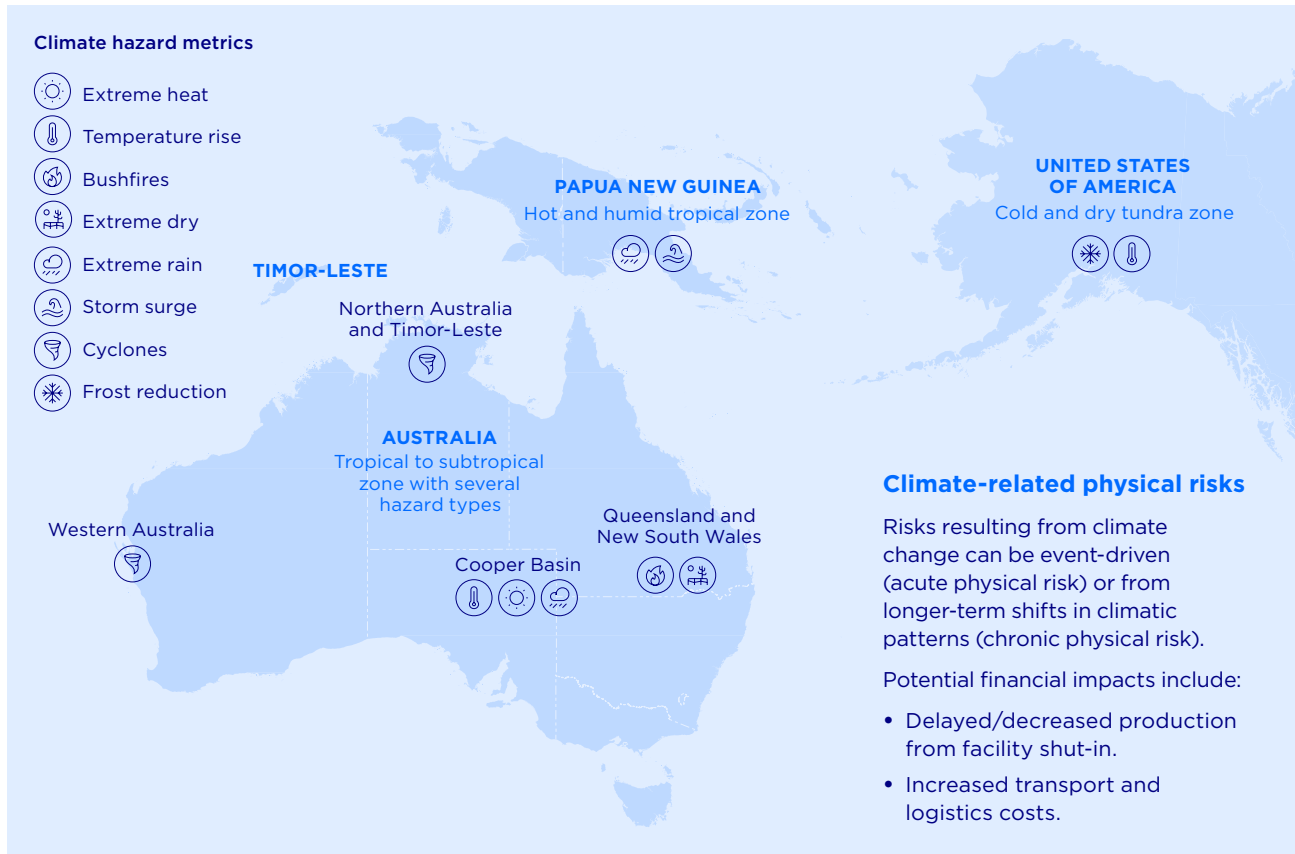 Climate hazard metrics
Extreme heat
Temperature rise
Bushfires
Extreme dry
Extreme rain
Storm surge
Cyclones
Frost reduction
TIMOR-LESTE
Northern Australia
and Timor-Leste
PAPUA NEW GUINEA
Hot and humid tropical zone
UNITED STATES
OF AMERICA
Cold and dry tundra zone
AUSTRALIA
Tropical to subtropical
zone with several
hazard types
Western Australia
Cooper Basin
Queensland and
New South Wales
Climate-related physical risks
Risks resulting from climate
change can be event-driven
(acute physical risk) or from
longer-term shifts in climatic
patterns (chronic physical risk).
Potential financial impacts include:
• Delayed/decreased production
from facility shut-in.
• Increased transport and
logistics costs.